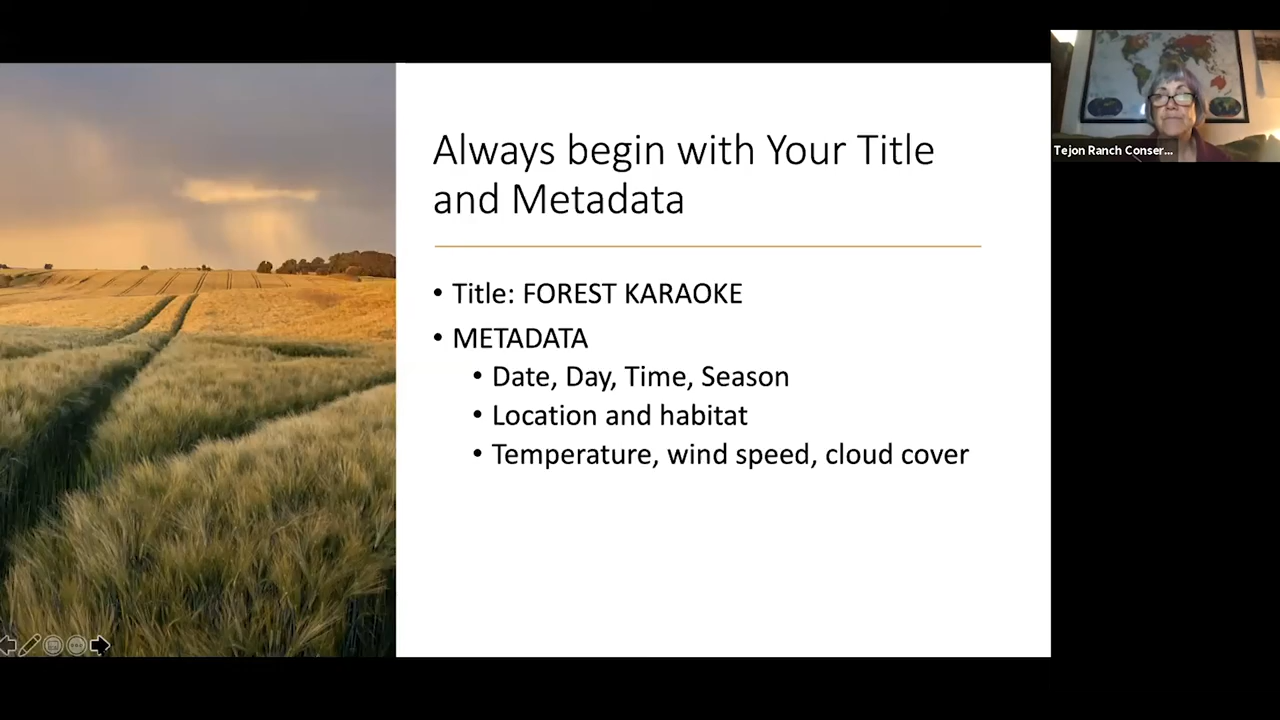 Always begin with Your Title
and Metadata
• Title: FOREST KARAOKE
• METADATA
• Date, Day, Time, Season
• Location and habitat
• Temperature, wind speed, cloud cover
Tejon Ranch Conser...